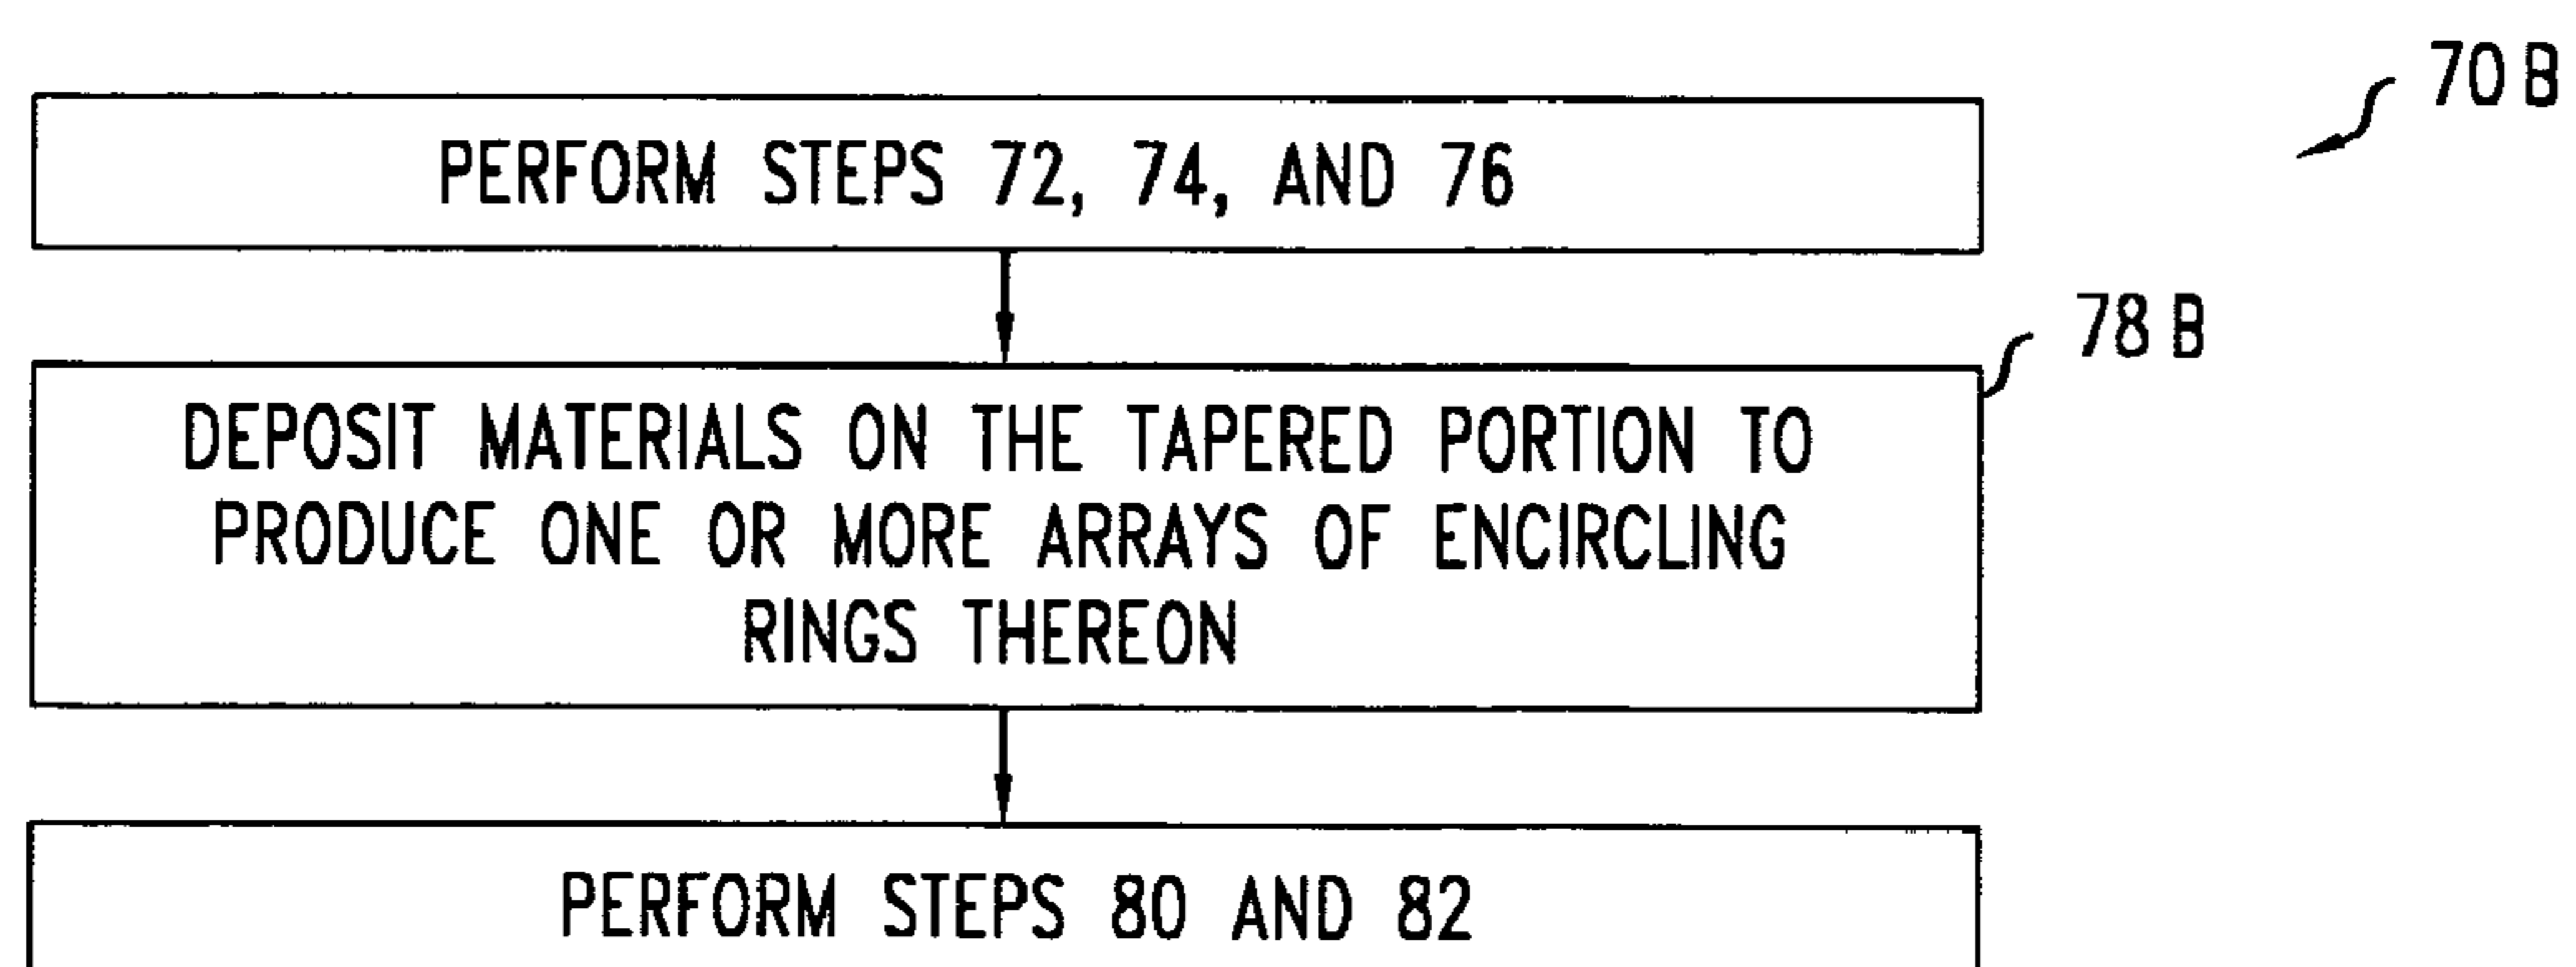 70 B
PERFORM STEPS 72, 74, AND 76
78 B
DEPOSIT MATERIALS ON THE TAPERED PORTION TO
PRODUCE ONE OR MORE ARRAYS OF ENCIRCLING
RINGS THEREON
PERFORM STEPS 80 AND 82